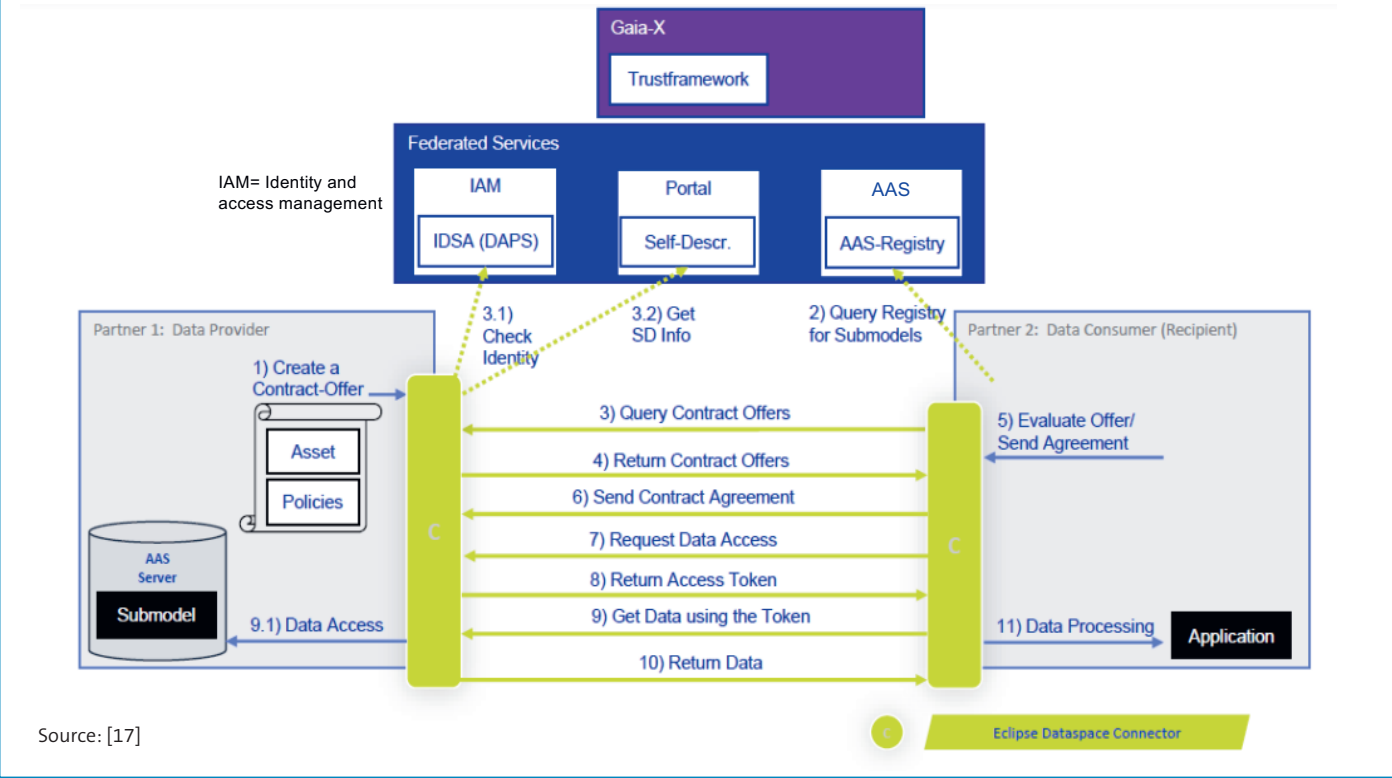 Gaia-X
Trustframework
Federated Services
IAM= Identity and
access management
IAM
IDSA (DAPS)
Portal
Self-Descr.
AAS
AAS-Registry
3.1)
Check
Identity
3.2) Get
SD Info
2) Query Registry
for Submodels
Partner 1: Data Provider
1) Create a
Contract-Offer
Asset
Policies
AAS
Server
Submodel
9.1) Data Access
C
3) Query Contract Offers
4) Return Contract Offers
6) Send Contract Agreement
7) Request Data Access
8) Return Access Token
9) Get Data using the Token
10) Return Data
C
Partner 2: Data Consumer (Recipient)
5) Evaluate Offer/
Send Agreement
11) Data Processing
Application
Source: [17]
C
Eclipse Dataspace Connector